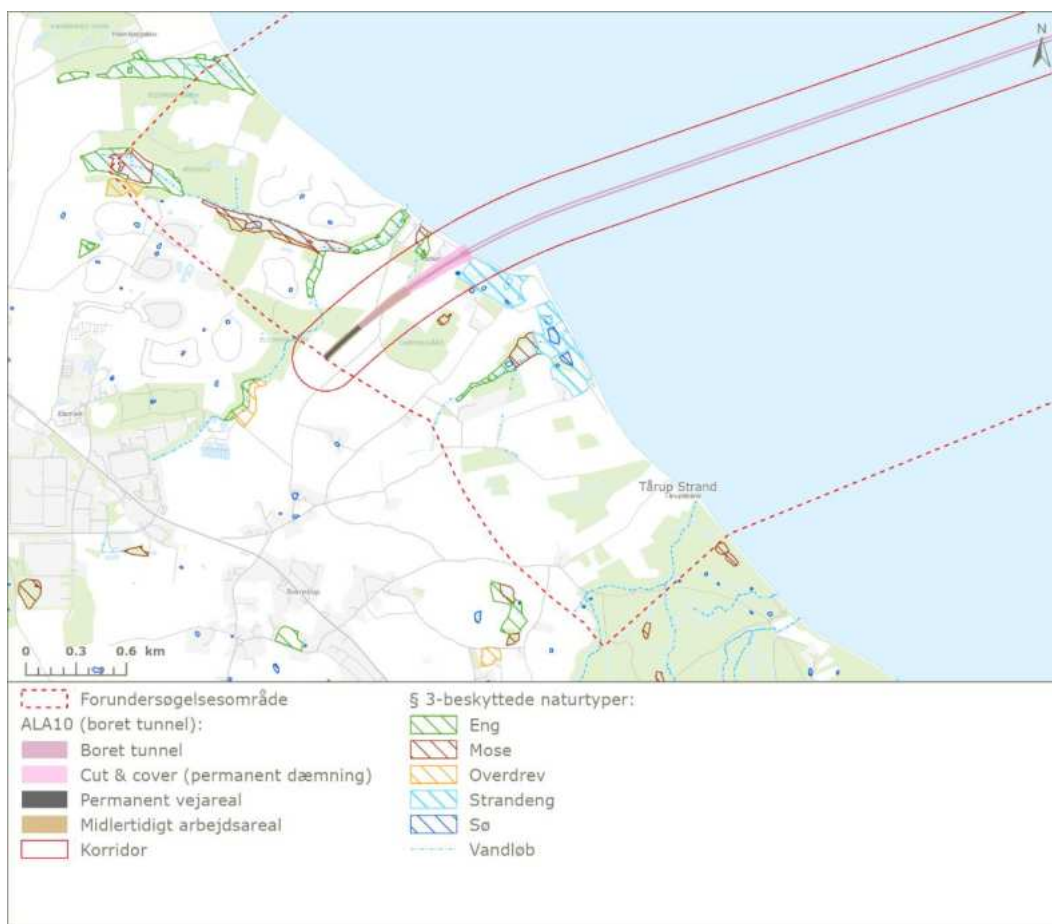 N
Tårup Strand
0 0.3 0.6 km
Forundersøgelsesområde
ALA10 (boret tunnel):
Boret tunnel
Cut & cover (permanent dæmning)
Permanent vejareal
Midlertidigt arbejdsareal
Korridor
§ 3-beskyttede naturtyper:
Eng
Mose
Overdrev
Strandeng
Sø
Vandløb